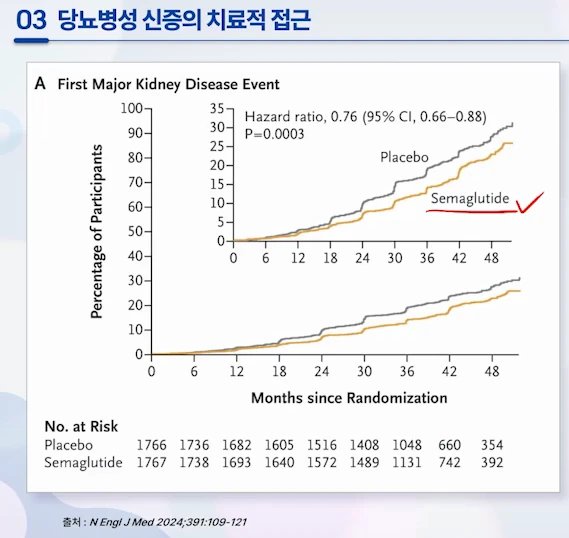 03 당뇨병성 신증의 치료적 접근
A First Major Kidney Disease Event
Percentage of Participants
100
90
80
70
60
50
40
30
20
10
0
35
30
25
20
15
10
5
0
Hazard ratio, 0.76 (95% CI, 0.66–0.88)
P=0.0003
Placebo
Semaglutide
0 6 12 18 24 30 36 42 48
0 6 12 18 24 30 36 42 48
Months since Randomization
No. at Risk
Placebo 1766 1736 1682 1605 1516 1408 1048 660 354
Semaglutide 1767 1738 1693 1640 1572 1489 1131 742 392
출처 : N Engl J Med 2024;391:109-121